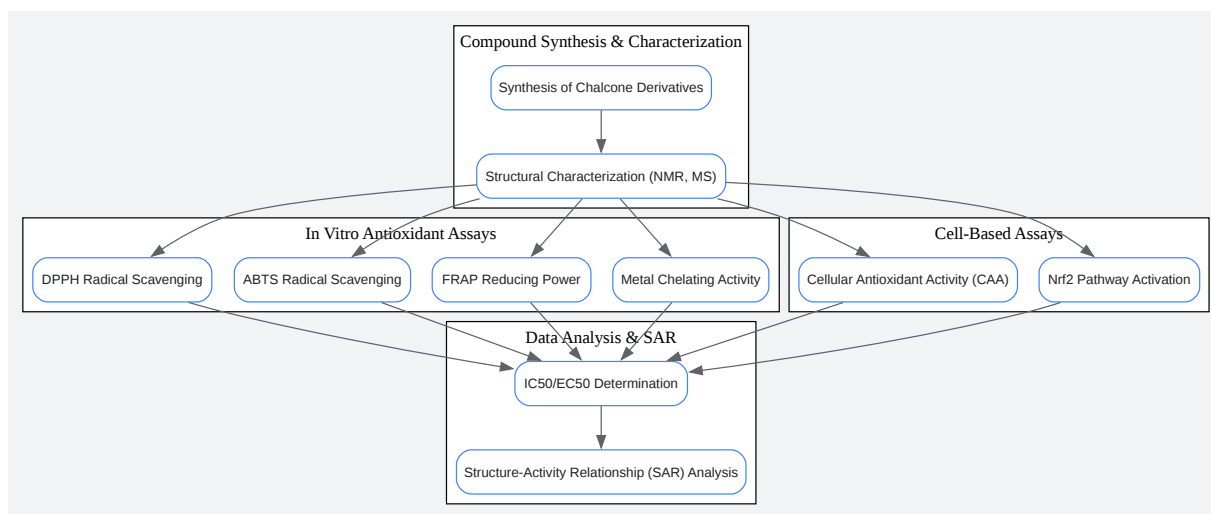 Compound Synthesis & Characterization
Synthesis of Chalcone Derivatives
Structural Characterization (NMR, MS)
In Vitro Antioxidant Assays
Cell-Based Assays
DPPH Radical Scavenging
ABTS Radical Scavenging
FRAP Reducing Power
Metal Chelating Activity
Cellular Antioxidant Activity (CAA)
Nrf2 Pathway Activation
Data Analysis & SAR
IC50/EC50 Determination
Structure-Activity Relationship (SAR) Analysis